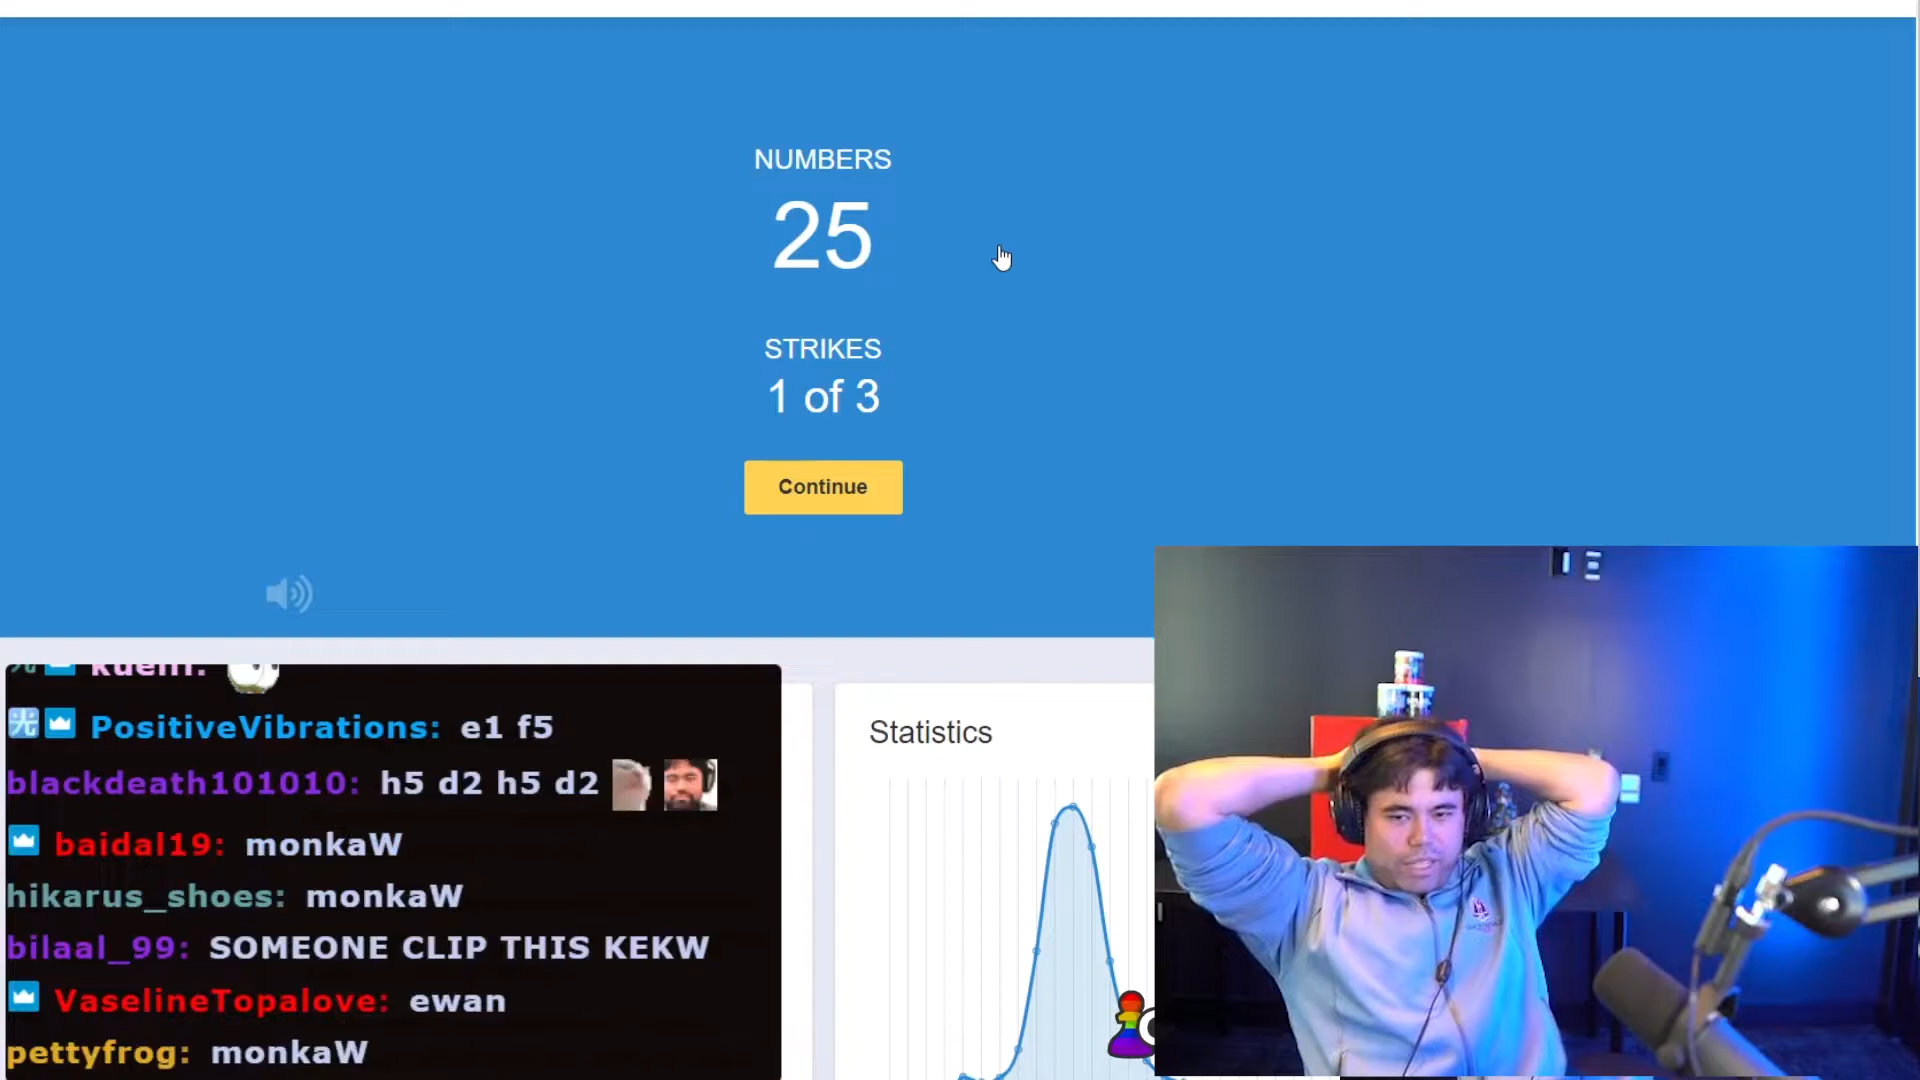 NUMBERS
25
STRIKES
1 of 3
Continue
PositiveVibrations: e1 f5
blackdeath101010: h5 d2 h5 d2
baidal19: monkaW
hikarus_shoes: monkaW
bilaal_99: SOMEONE CLIP THIS KEKW
VaselineTopalove: ewan
pettyfrog: monkaW
Statistics